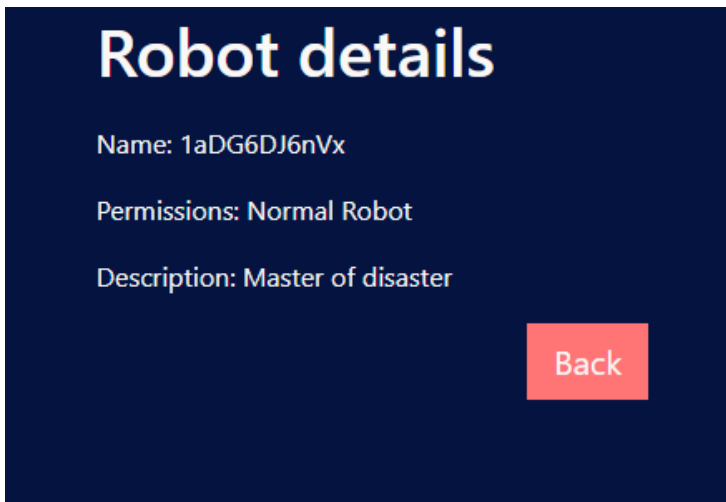 Robot details
Name: 1aDG6DJ6nVx
Permissions: Normal Robot
Description: Master of disaster
Back